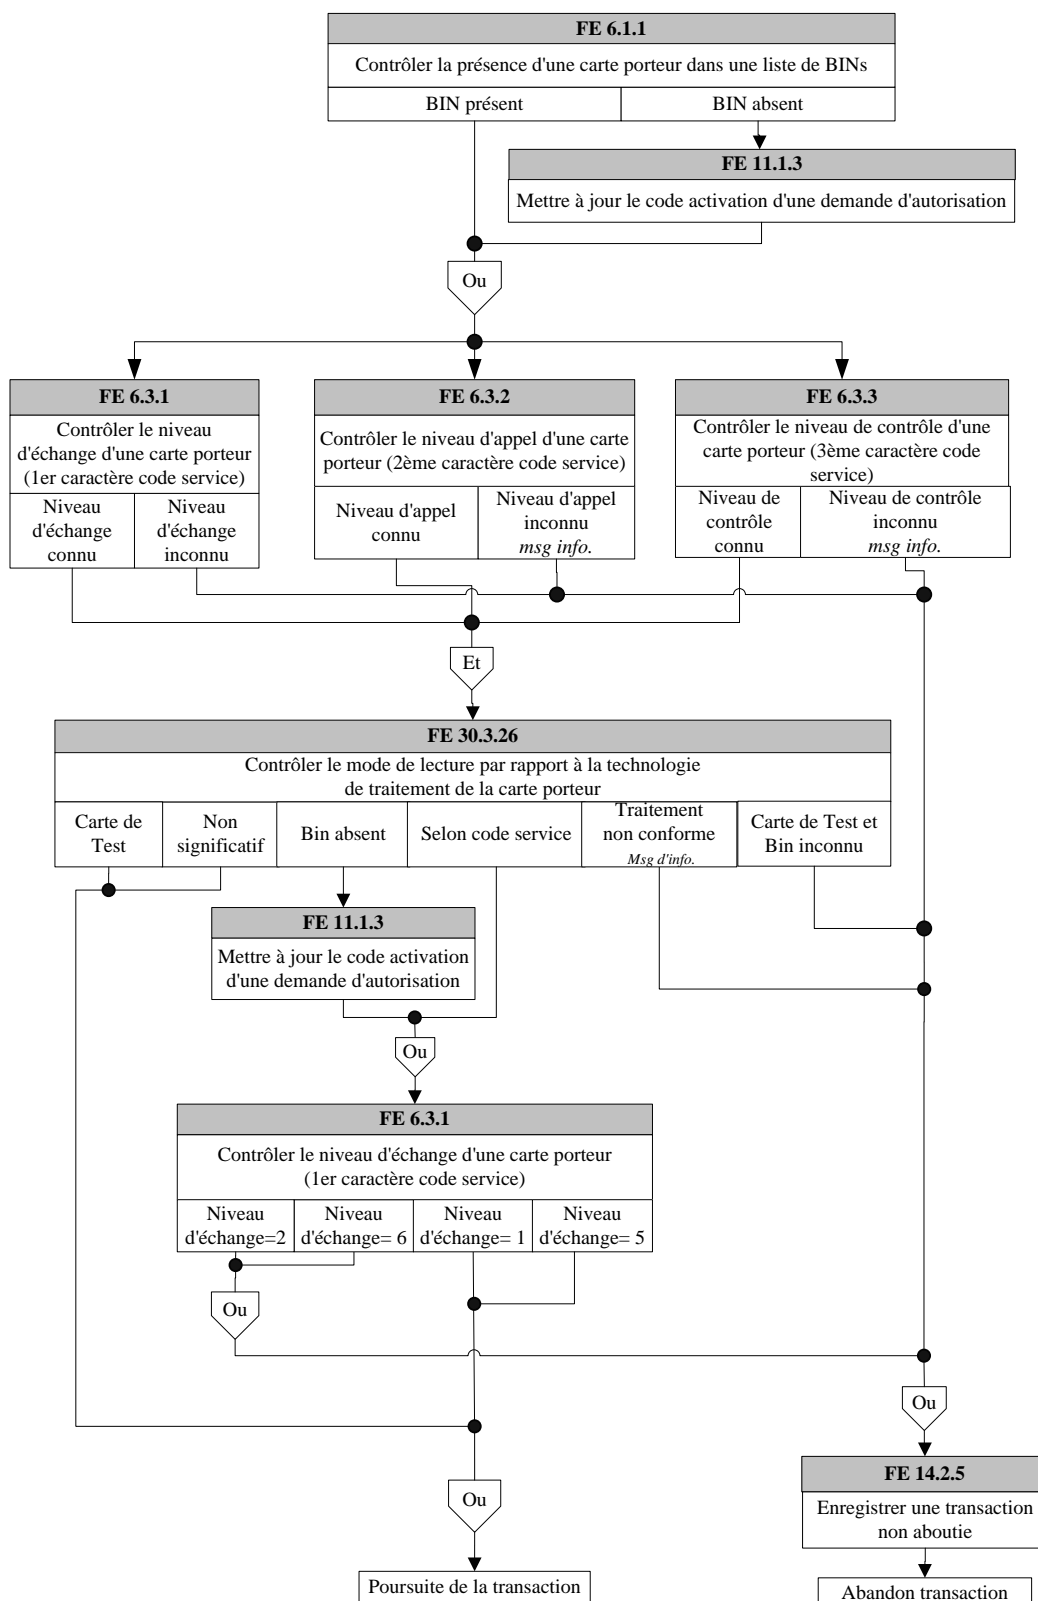 FE 6.1.1
Contrôler la présence d'une carte porteur dans une liste de BINs
BIN présent
BIN absent
FE 11.1.3
Mettre à jour le code activation d'une demande d'autorisation
Ou
FE 6.3.1
Contrôler le niveau
d'échange d'une carte porteur
(1er caractère code service)
Niveau
d'échange
connu
Niveau
d'échange
inconnu
FE 6.3.2
Contrôler le niveau d'appel d'une carte
porteur (2ème caractère code service)
Niveau d'appel
connu
Niveau d'appel
inconnu
msg info.
FE 6.3.3
Contrôler le niveau de contrôle d'une
carte porteur (3ème caractère code
service)
Niveau de
contrôle
connu
Niveau de contrôle
inconnu
msg info.
Et
FE 30.3.26
Contrôler le mode de lecture par rapport à la technologie
de traitement de la carte porteur
Carte de
Test
Non
significatif
Bin absent
Selon code service
Traitement
non conforme
Msg d'info.
Carte de Test et
Bin inconnu
FE 11.1.3
Mettre à jour le code activation
d'une demande d'autorisation
Ou
FE 6.3.1
Contrôler le niveau d'échange d'une carte porteur
(1er caractère code service)
Niveau
d'échange=2
Niveau
d'échange= 6
Niveau
d'échange= 1
Niveau
d'échange= 5
Ou
Ou
FE 14.2.5
Enregistrer une transaction
non aboutie
Ou
Poursuite de la transaction
Abandon transaction